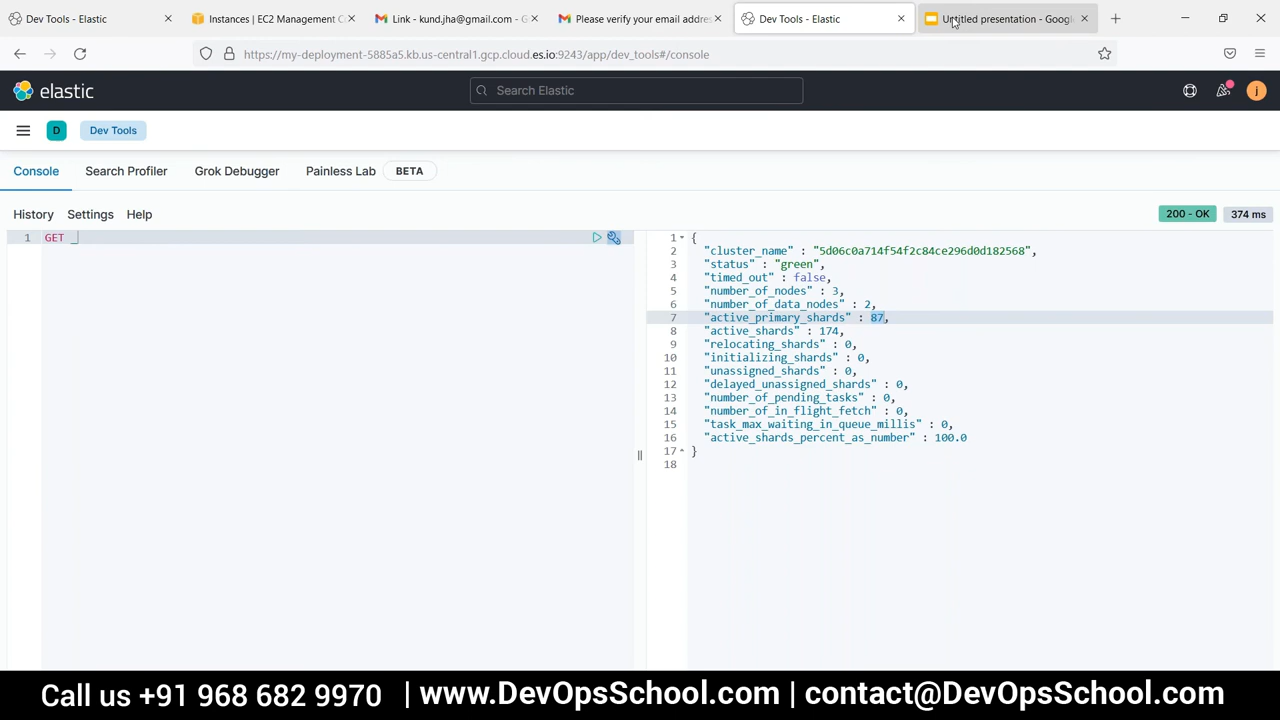 Dev Tools - Elastic
Instances | EC2 Management C
Link - kund.jha@gmail.com - G
Please verify your email address
Dev Tools - Elastic
Untitled presentation - Googl
https://my-deployment-5885a5.kb.us-central1.gcp.cloud.es.io:9243/app/dev_tools#/console
elastic
Search Elastic
j
D
Dev Tools
Console
Search Profiler
Grok Debugger
Painless Lab
BETA
History
Settings
Help
200 - OK
374 ms
1 GET _
1 {
2 "cluster_name" : "5d06c0a714f54f2c84ce296d0d182568",
3 "status" : "green",
4 "timed_out" : false,
5 "number_of_nodes" : 3,
6 "number_of_data_nodes" : 2,
7 "active_primary_shards" : 87,
8 "active_shards" : 174,
9 "relocating_shards" : 0,
10 "initializing_shards" : 0,
11 "unassigned_shards" : 0,
12 "delayed_unassigned_shards" : 0,
13 "number_of_pending_tasks" : 0,
14 "number_of_in_flight_fetch" : 0,
15 "task_max_waiting_in_queue_millis" : 0,
16 "active_shards_percent_as_number" : 100.0
17 }
18
Call us +91 968 682 9970 | www.DevOpsSchool.com | contact@DevOpsSchool.com